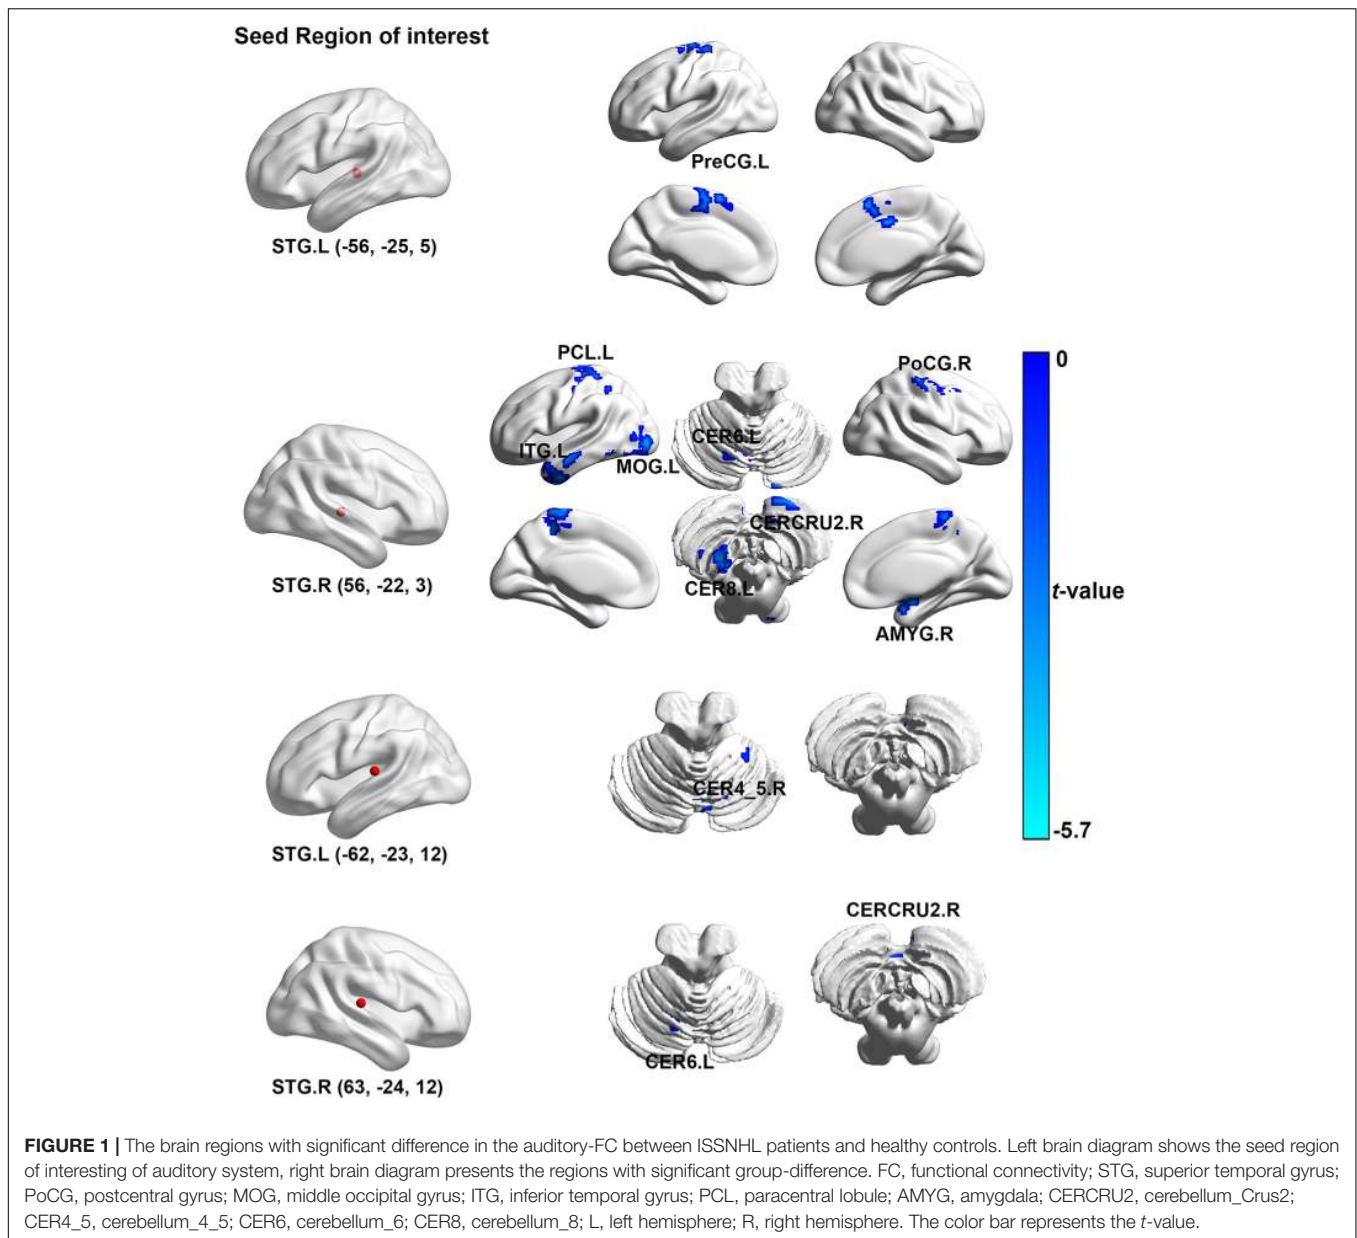 Seed Region of interest
PreCG.L
STG.L (-56, -25, 5)
PCL.L
PoCG.R
0
CER6.L
ITG.L
MOG.L
CERCRU2.R
STG.R (56, -22, 3)
CER8.L
t-value
AMYG.R
CER4_5.R
-5.7
STG.L (-62, -23, 12)
CERCRU2.R
CER6.L
STG.R (63, -24, 12)
FIGURE 1 | The brain regions with significant difference in the auditory-FC between ISSNHL patients and healthy controls. Left brain diagram shows the seed region
of interesting of auditory system, right brain diagram presents the regions with significant group-difference. FC, functional connectivity; STG, superior temporal gyrus;
PoCG, postcentral gyrus; MOG, middle occipital gyrus; ITG, inferior temporal gyrus; PCL, paracentral lobule; AMYG, amygdala; CERCRU2, cerebellum_Crus2;
CER4_5, cerebellum_4_5; CER6, cerebellum_6; CER8, cerebellum_8; L, left hemisphere; R, right hemisphere. The color bar represents the t-value.